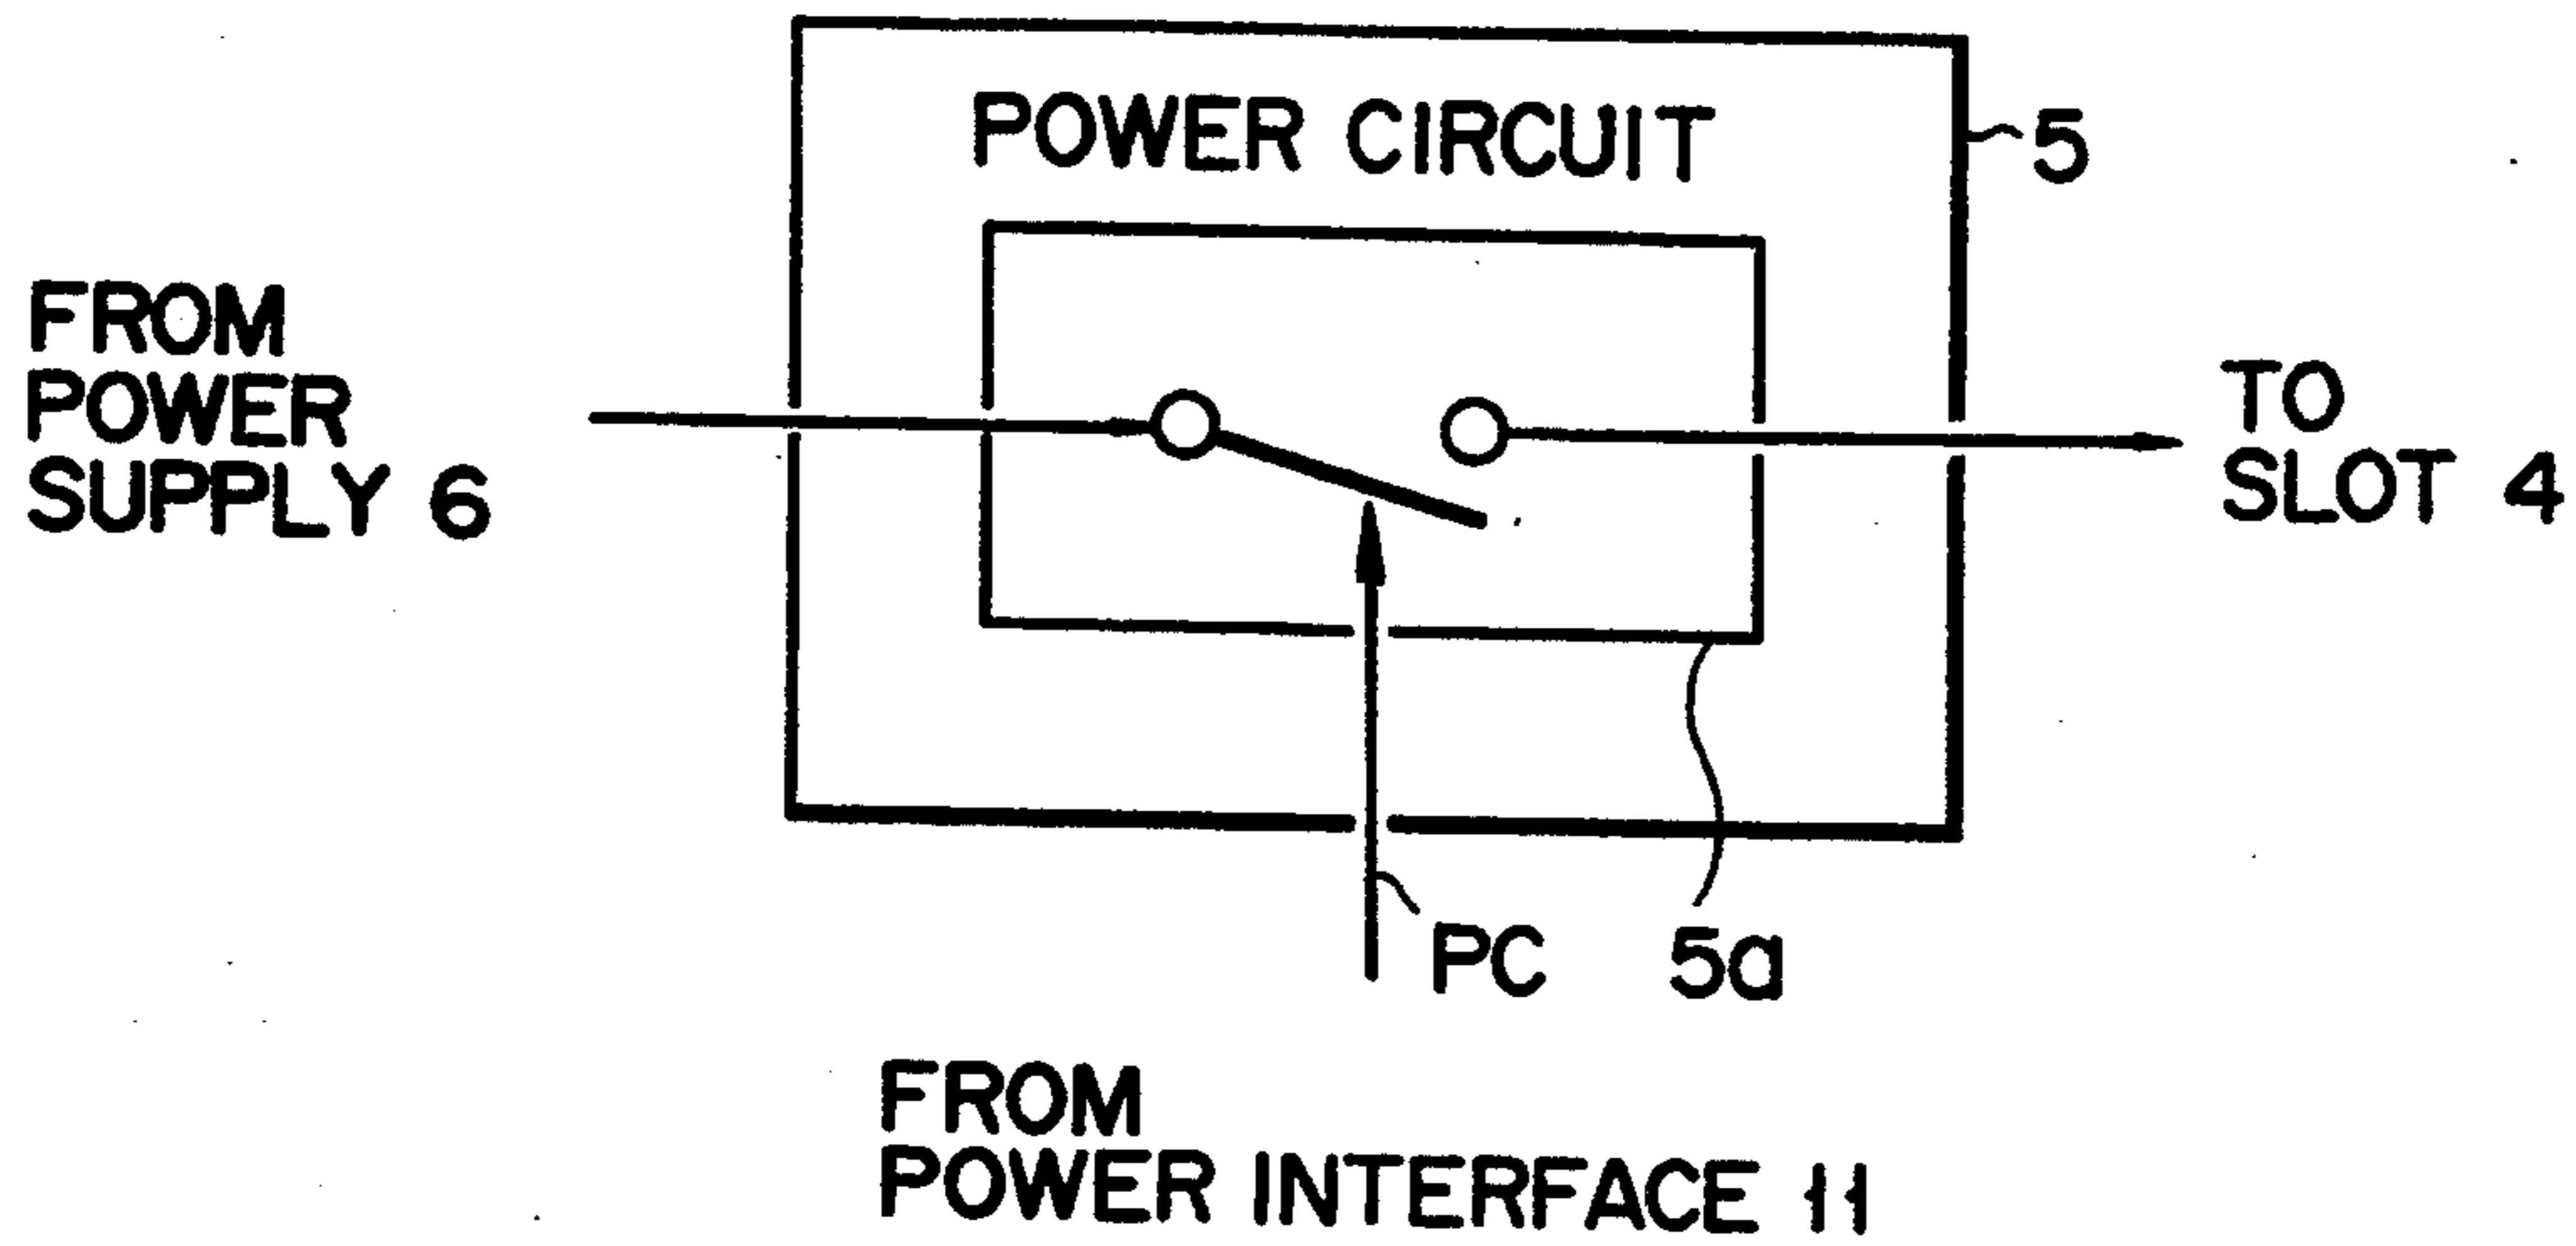 POWER CIRCUIT
5
FROM
POWER
SUPPLY 6
TO
SLOT 4
PC
5a
FROM
POWER INTERFACE 11